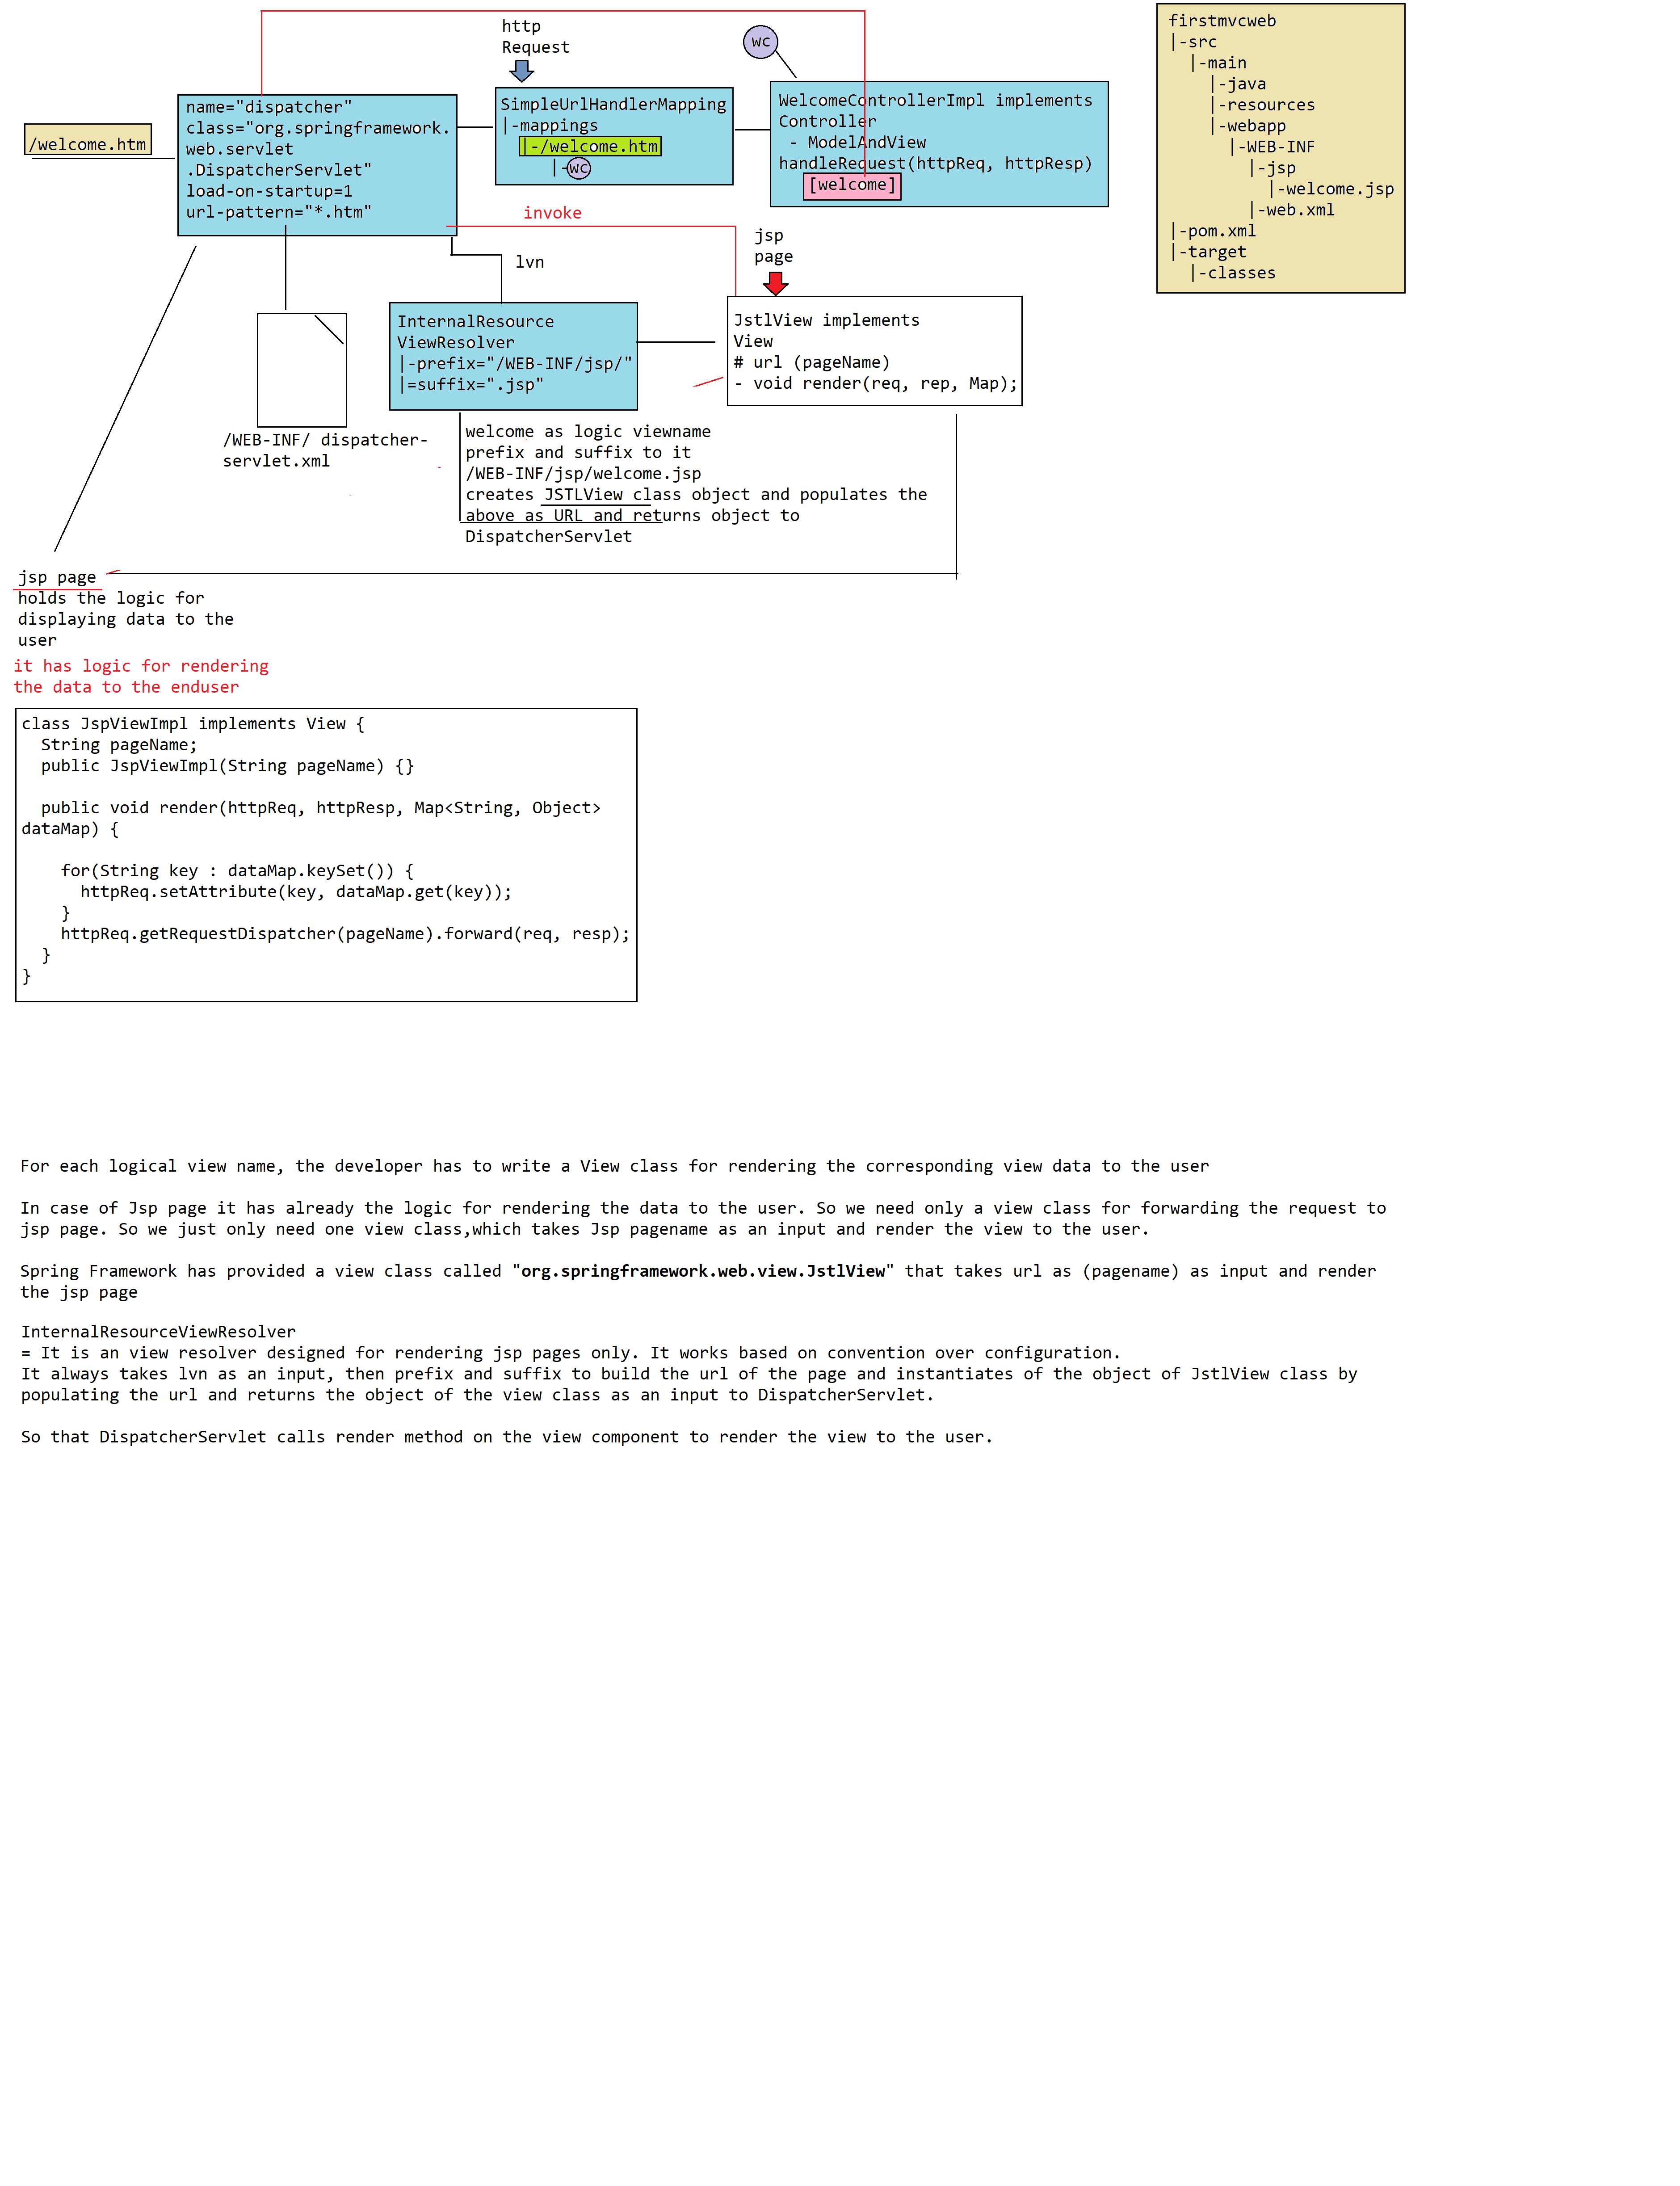 http
Request
wc
/welcome.htm
name="dispatcher"
class="org.springframework.
web.servlet
.DispatcherServlet"
load-on-startup=1
url-pattern="*.htm"
SimpleUrlHandlerMapping
|-mappings
|-/welcome.htm
|-wc
WelcomeControllerImpl implements
Controller
- ModelAndView
handleRequest(httpReq, httpResp)
[welcome]
firstmvcweb
|-src
|-main
|-java
|-resources
|-webapp
|-WEB-INF
|-jsp
|-welcome.jsp
|-web.xml
|-pom.xml
|-target
|-classes
invoke
lvn
jsp
page
/WEB-INF/ dispatcher-
servlet.xml
InternalResource
ViewResolver
|-prefix="/WEB-INF/jsp/"
|=suffix=".jsp"
JstlView implements
View
# url (pageName)
- void render(req, rep, Map);
welcome as logic viewname
prefix and suffix to it
/WEB-INF/jsp/welcome.jsp
creates JSTLView class object and populates the
above as URL and returns object to
DispatcherServlet
jsp page
holds the logic for
displaying data to the
user
it has logic for rendering
the data to the enduser
class JspViewImpl implements View {
String pageName;
public JspViewImpl(String pageName) {}
public void render(httpReq, httpResp, Map<String, Object>
dataMap) {
for(String key : dataMap.keySet()) {
httpReq.setAttribute(key, dataMap.get(key));
}
httpReq.getRequestDispatcher(pageName).forward(req, resp);
}
}
For each logical view name, the developer has to write a View class for rendering the corresponding view data to the user
In case of Jsp page it has already the logic for rendering the data to the user. So we need only a view class for forwarding the request to
jsp page. So we just only need one view class,which takes Jsp pagename as an input and render the view to the user.
Spring Framework has provided a view class called "org.springframework.web.view.JstlView" that takes url as (pagename) as input and render
the jsp page
InternalResourceViewResolver
= It is an view resolver designed for rendering jsp pages only. It works based on convention over configuration.
It always takes lvn as an input, then prefix and suffix to build the url of the page and instantiates of the object of JstlView class by
populating the url and returns the object of the view class as an input to DispatcherServlet.
So that DispatcherServlet calls render method on the view component to render the view to the user.